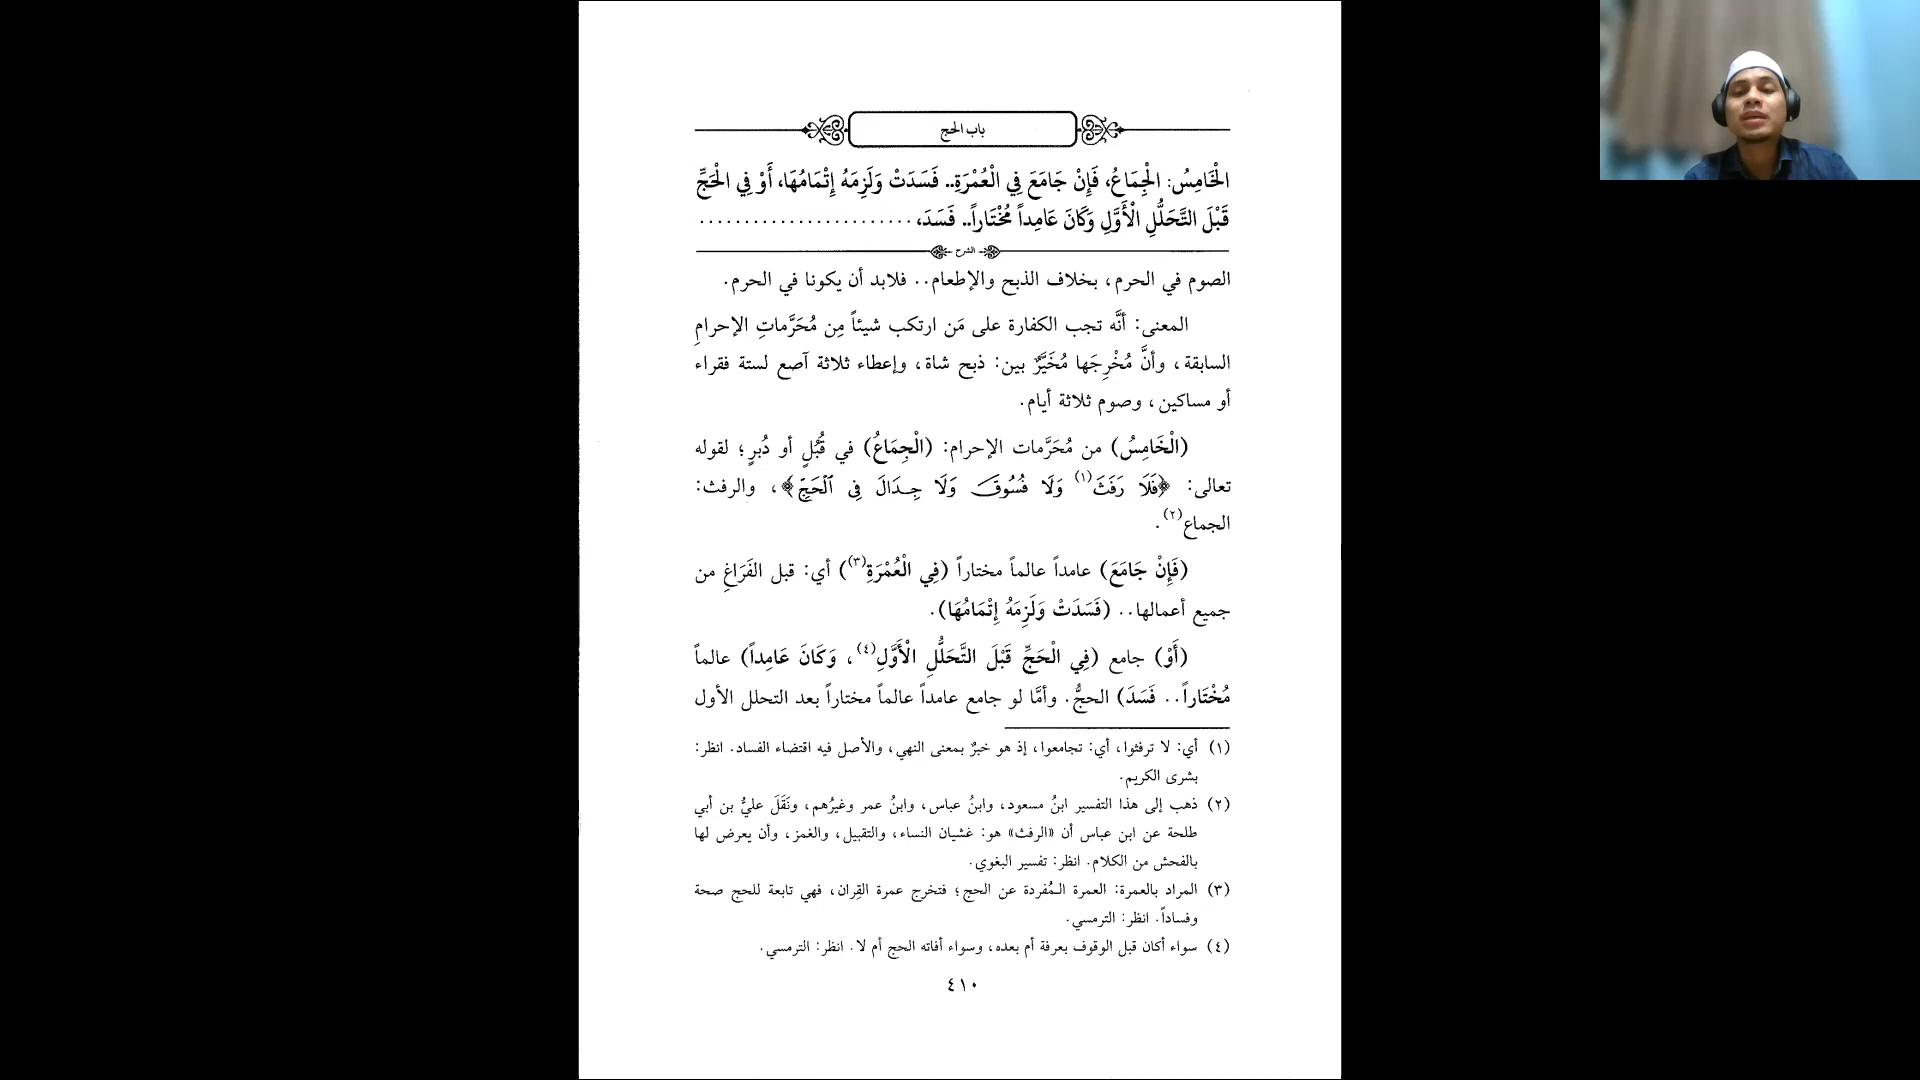 باب الحج
الْخَامِسُ: الْجِمَاعُ، فَإِنْ جَامَعَ فِي الْعُمْرَةِ.. فَسَدَتْ وَلَزِمَهُ إِتْمَامُهَا، أَوْ فِي الْحَجِّ
قَبْلَ التَّحَلُّلِ الْأَوَّلِ وَكَانَ عَامِداً مُخْتَاراً.. فَسَدَ، ........................
الشرح
الصوم في الحرم، بخلاف الذبح والإطعام.. فلابد أن يكونا في الحرم.
المعنى: أنَّه تجب الكفارة على مَن ارتكب شيئاً مِن مُحَرَّماتِ الإحرامِ
السابقة، وأنَّ مُخْرِجَها مُخَيَّرٌ بين: ذبح شاة، وإعطاء ثلاثة آصع لستة فقراء
أو مساكين، وصوم ثلاثة أيام.
(الْخَامِسُ) من مُحَرَّمات الإحرام: (الْجِمَاعُ) في قُبُلٍ أو دُبرٍ؛ لقوله
تعالى: ﴿فَلَا رَفَثَ(١) وَلَا فُسُوقَ وَلَا جِدَالَ فِى ٱلْحَجِّ﴾، والرفث:
الجماع(٢).
(فَإِنْ جَامَعَ) عامداً عالماً مختاراً (فِي الْعُمْرَةِ(٣)) أي: قبل الفَرَاغِ من
جميع أعمالها.. (فَسَدَتْ وَلَزِمَهُ إِتْمَامُهَا).
(أَوْ) جامع (فِي الْحَجِّ قَبْلَ التَّحَلُّلِ الْأَوَّلِ(٤)، وَكَانَ عَامِداً) عالماً
مُخْتَاراً.. فَسَدَ) الحجُّ. وأمَّا لو جامع عامداً عالماً مختاراً بعد التحلل الأول
(١) أي: لا ترفثوا، أي: تجامعوا، إذ هو خبرٌ بمعنى النهي، والأصل فيه اقتضاء الفساد. انظر:
بشرى الكريم.
(٢) ذهب إلى هذا التفسير ابنُ مسعود، وابنُ عباس، وابنُ عمر وغيرُهم، ونَقَلَ عليُّ بن أبي
طلحة عن ابن عباس أن «الرفث» هو: غشيان النساء، والتقبيل، والغمز، وأن يعرض لها
بالفحش من الكلام. انظر: تفسير البغوي.
(٣) المراد بالعمرة: العمرة المُفردة عن الحج؛ فتخرج عمرة القِران، فهي تابعة للحج صحة
وفساداً. انظر: الترمسي.
(٤) سواء أكان قبل الوقوف بعرفة أم بعده، وسواء أفاته الحج أم لا. انظر: الترمسي.
٤١٠